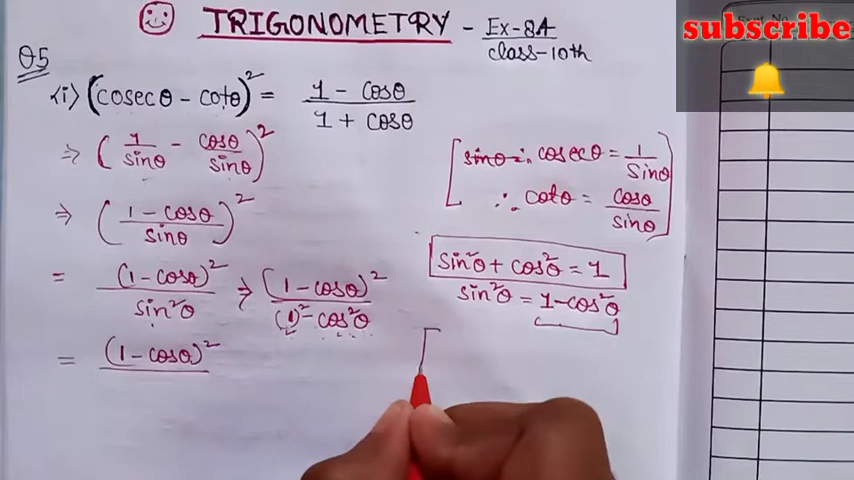 TRIGONOMETRY - Ex-8A
class-10th
subscribe
Q5
(i) (cosecθ - cotθ)² = (1 - cosθ)/(1 + cosθ)
⇒ (1/sinθ - cosθ/sinθ)²
⇒ ((1 - cosθ)/sinθ)²
= (1 - cosθ)²/sin²θ ⇒ (1 - cosθ)²/((1)² - cos²θ)
= (1 - cosθ)²
[∵ cosecθ = 1/sinθ
∴ cotθ = cosθ/sinθ]
sin²θ + cos²θ = 1
sin²θ = 1 - cos²θ